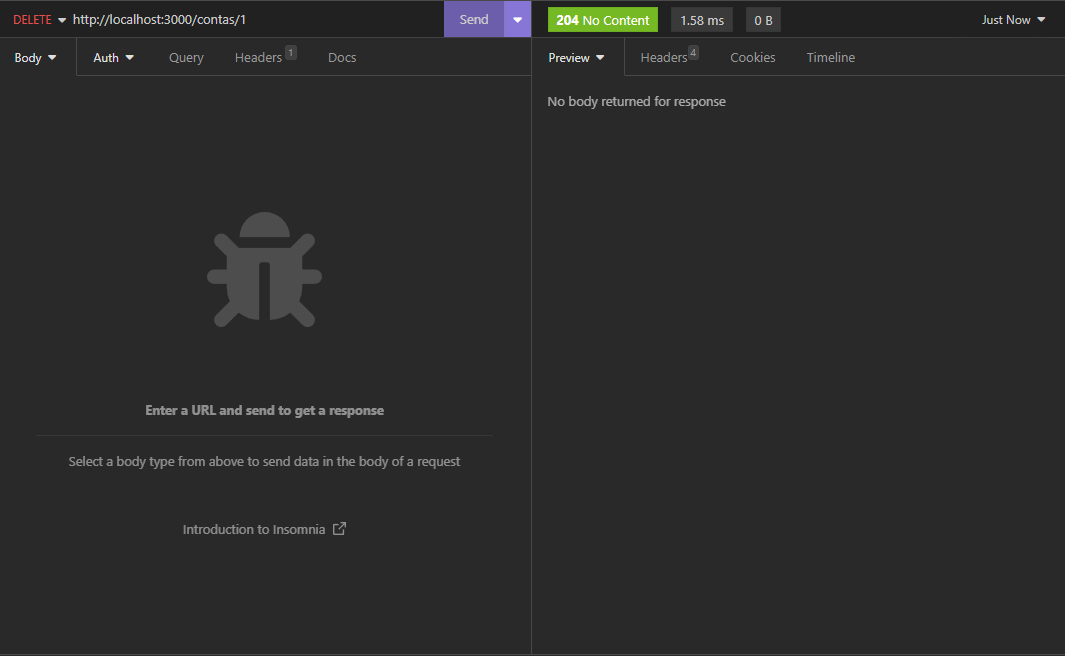 DELETE http://localhost:3000/contas/1 Send 204 No Content 1.58 ms 0 B Just Now
Body Auth Query Headers 1 Docs Preview Headers 4 Cookies Timeline
No body returned for response
Enter a URL and send to get a response
Select a body type from above to send data in the body of a request
Introduction to Insomnia